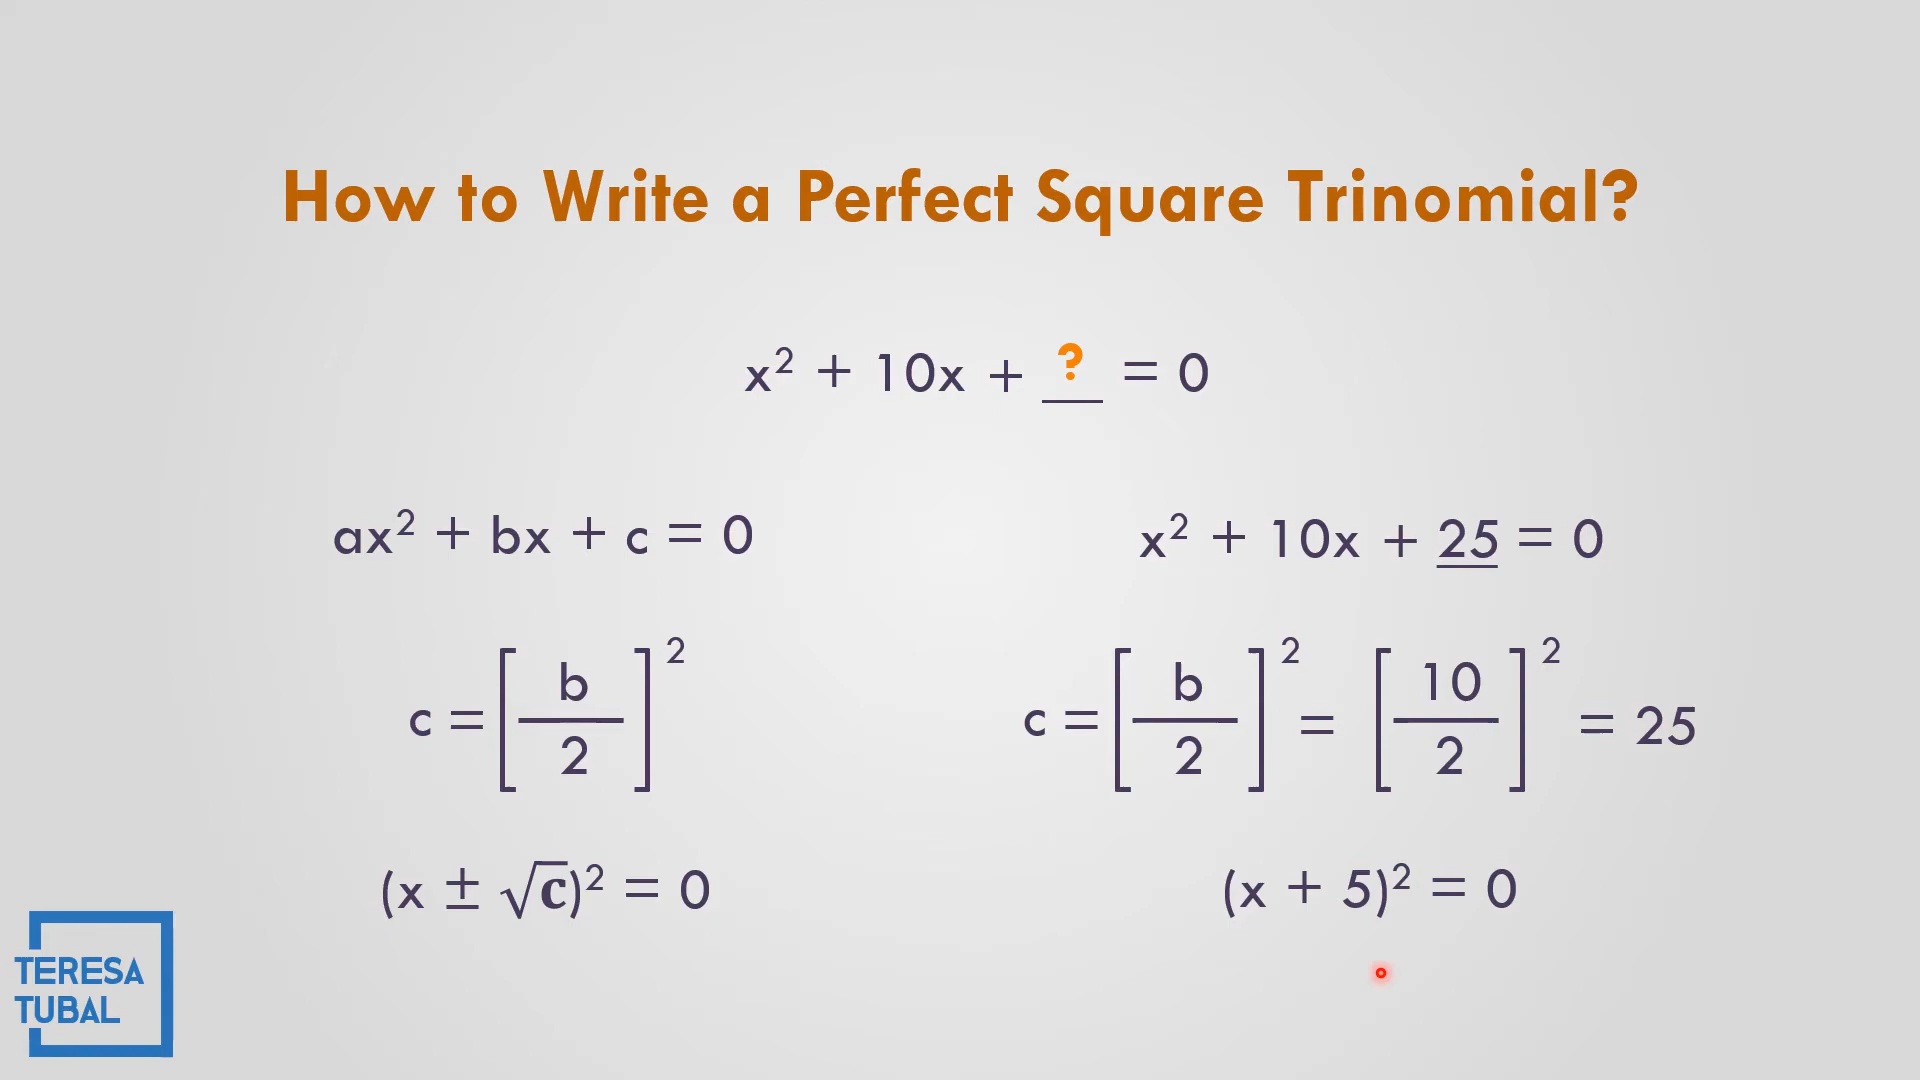 How to Write a Perfect Square Trinomial?
x² + 10x + ? = 0
ax² + bx + c = 0
x² + 10x + 25 = 0
c = [b/2]²
c = [b/2]² = [10/2]² = 25
(x ± √c)² = 0
(x + 5)² = 0
TERESA
TUBAL